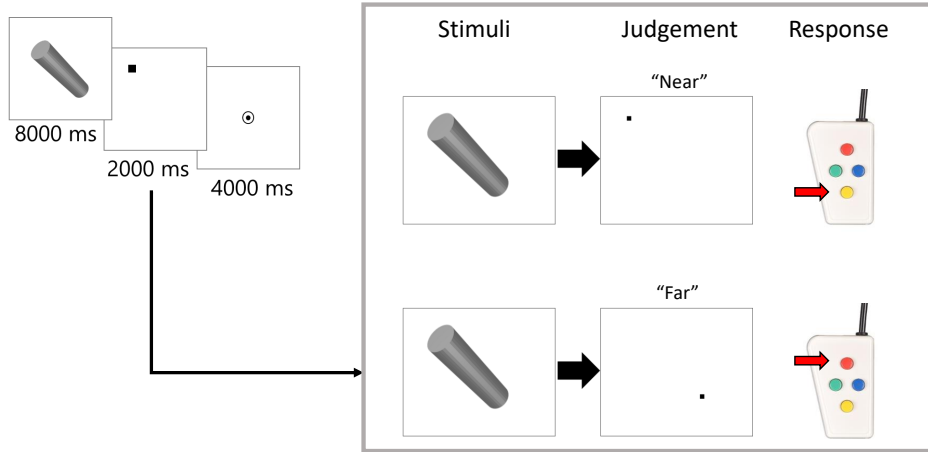 8000 ms
2000 ms
4000 ms
Stimuli
Judgement
Response
“Near”
“Far”